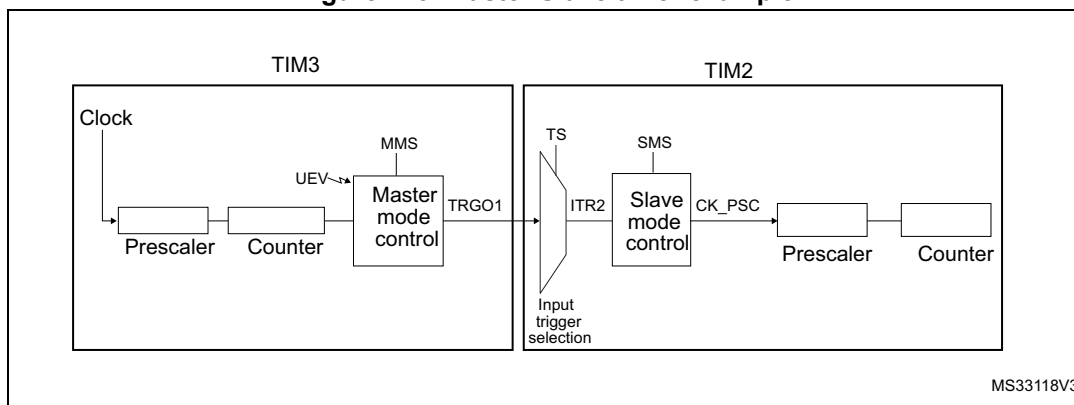 TIM3
TIM2
Clock
MMS
TS
SMS
UEV
Master
mode
control
TRGO1
ITR2
Slave
mode
control
CK_PSC
Prescaler
Counter
Prescaler
Counter
Input
trigger
selection
MS33118V3